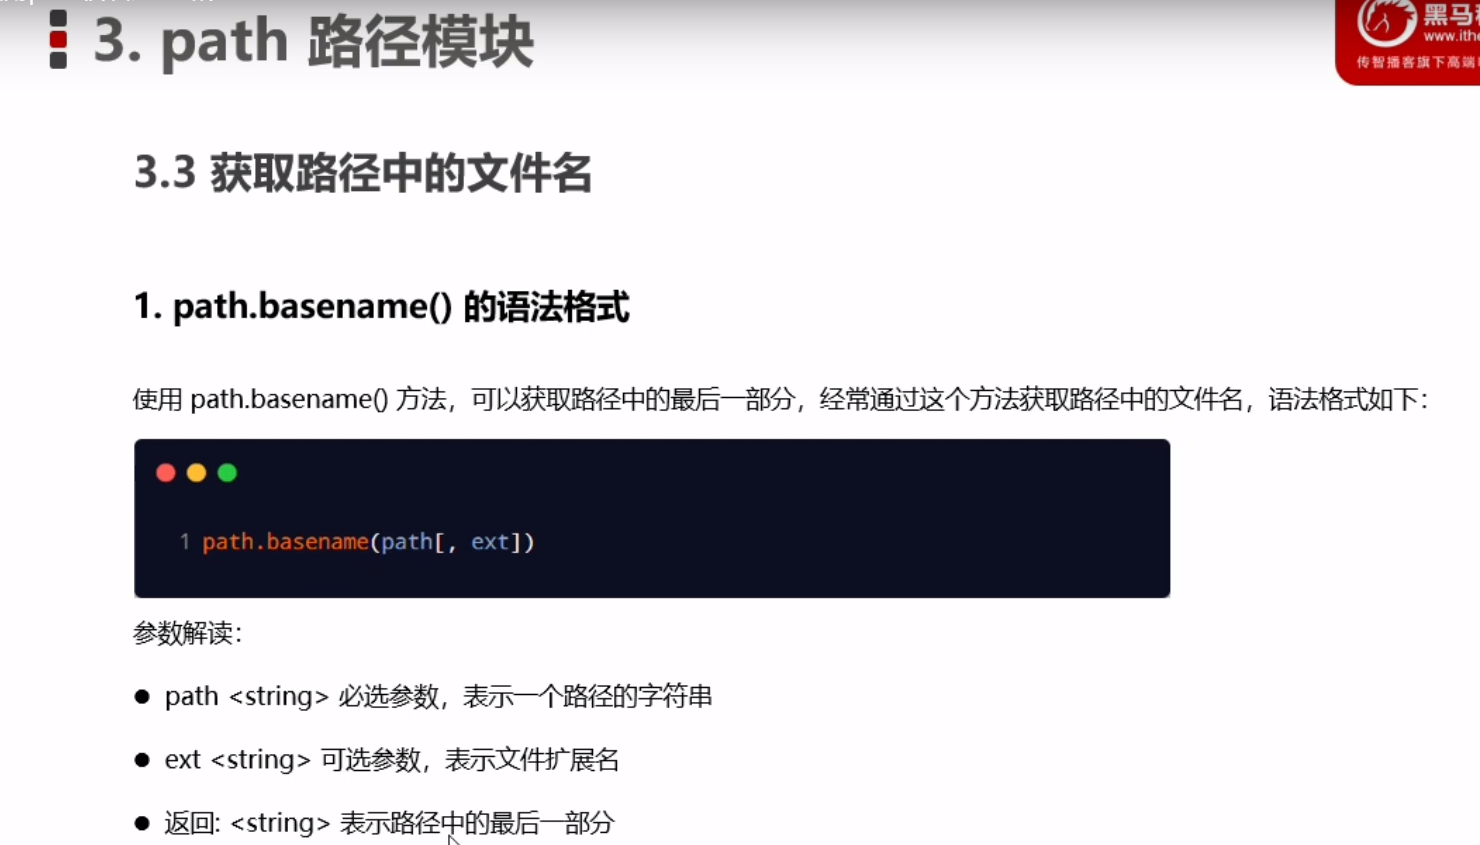 3. path 路径模块
黑马
www.ithe
传智播客旗下高端
3.3 获取路径中的文件名
1. path.basename() 的语法格式
使用 path.basename() 方法，可以获取路径中的最后一部分，经常通过这个方法获取路径中的文件名，语法格式如下：
1 path.basename(path[, ext])
参数解读：
● path <string> 必选参数，表示一个路径的字符串
● ext <string> 可选参数，表示文件扩展名
● 返回: <string> 表示路径中的最后一部分